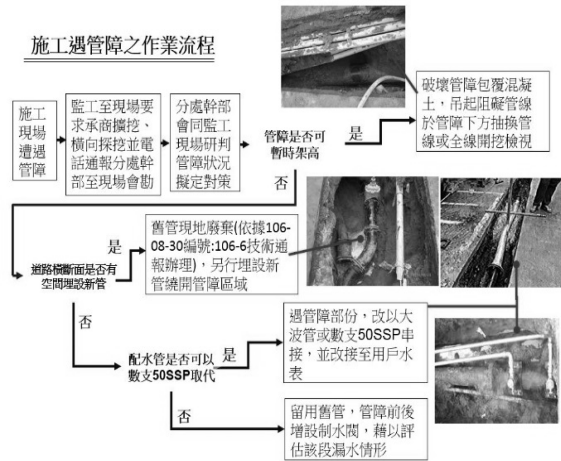 施工遇管障之作業流程
施工
現場
遭遇
管障
監工至現場要
求承商擴挖、
橫向探挖並電
話通報分處幹
部至現場會勘
分處幹部
會同監工
現場研判
管障狀況
擬定對策
管障是否可
暫時架高
是
破壞管障包覆混凝
土，吊起阻礙管線
於管障下方抽換管
線或全線開挖檢視
否
道路橫斷面是否有
空間埋設新管
是
舊管現地廢棄(依據106-
08-30編號:106-6技術通
報辦理)，另行埋設新
管繞開管障區域
否
配水管是否可以
數支50SSP取代
是
遇管障部份，改以大
波管或數支50SSP串
接，並改接至用戶水
表
否
留用舊管，管障前後
增設制水閥，藉以評
估該段漏水情形